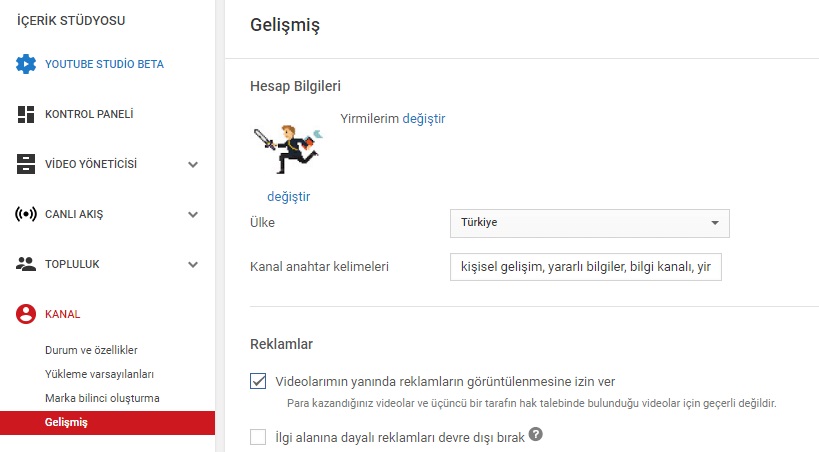 İÇERİK STÜDYOSU
YOUTUBE STUDIO BETA
KONTROL PANELİ
VİDEO YÖNETİCİSİ
CANLI AKIŞ
TOPLULUK
KANAL
Durum ve özellikler
Yükleme varsayılanları
Marka bilinci oluşturma
Gelişmiş
Gelişmiş
Hesap Bilgileri
Yirmilerim değiştir
değiştir
Ülke Türkiye
Kanal anahtar kelimeleri kişisel gelişim, yararlı bilgiler, bilgi kanalı, yir
Reklamlar
Videolarımın yanında reklamların görüntülenmesine izin ver
Para kazandığınız videolar ve üçüncü bir tarafın hak talebinde bulunduğu videolar için geçerli değildir.
İlgi alanına dayalı reklamları devre dışı bırak ?